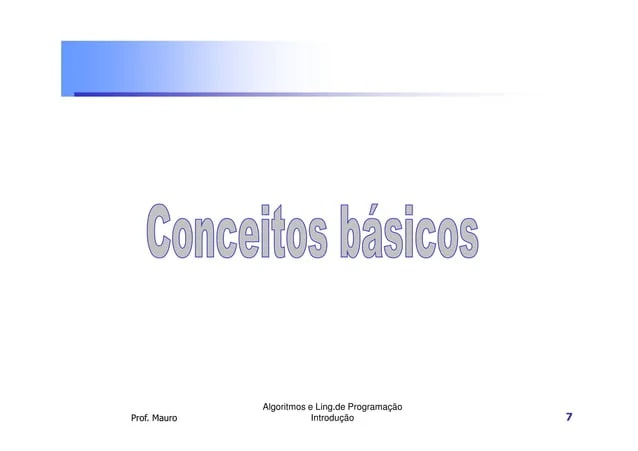 Conceitos básicos
Algoritmos e Ling.de Programação
Prof. Mauro
Introdução
7